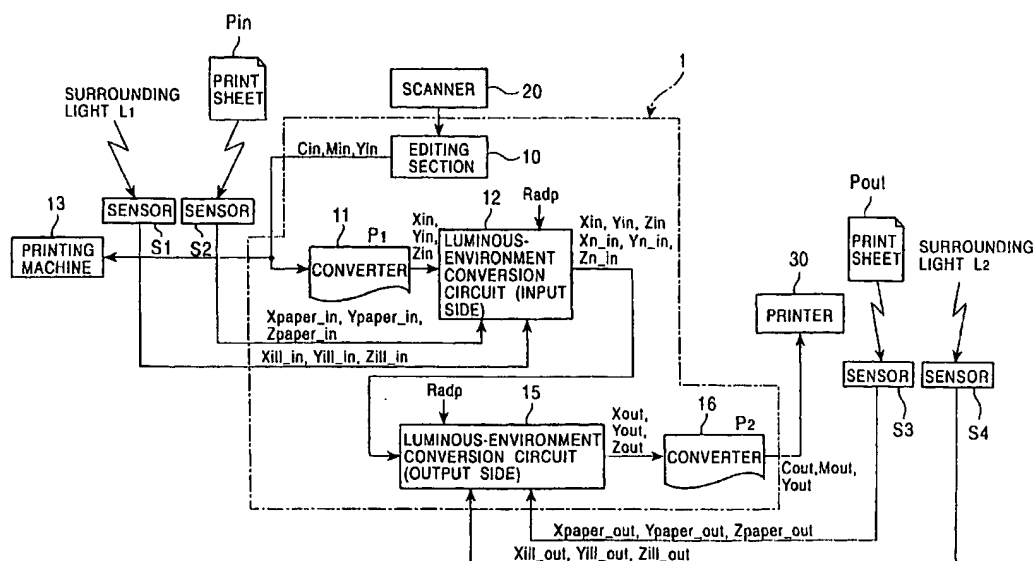 Pin
PRINT
SHEET
SURROUNDING
LIGHT L1
SCANNER
20
1
EDITING
SECTION
10
Cin,Min,Yin
13
PRINTING
MACHINE
SENSOR
S1
SENSOR
S2
11
P1
CONVERTER
Xin,
Yin,
Zin
12
Radp
LUMINOUS-
ENVIRONMENT
CONVERSION
CIRCUIT (INPUT
SIDE)
Xin, Yin, Zin
Xn_in, Yn_in,
Zn_in
Xpaper_in, Ypaper_in,
Zpaper_in
Xill_in, Yill_in, Zill_in
Pout
PRINT
SHEET
SURROUNDING
LIGHT L2
30
PRINTER
SENSOR
S3
SENSOR
S4
Radp
15
LUMINOUS-ENVIRONMENT
CONVERSION CIRCUIT
(OUTPUT SIDE)
Xout,
Yout,
Zout
16
P2
CONVERTER
Cout,Mout,
Yout
Xpaper_out, Ypaper_out, Zpaper_out
Xill_out, Yill_out, Zill_out